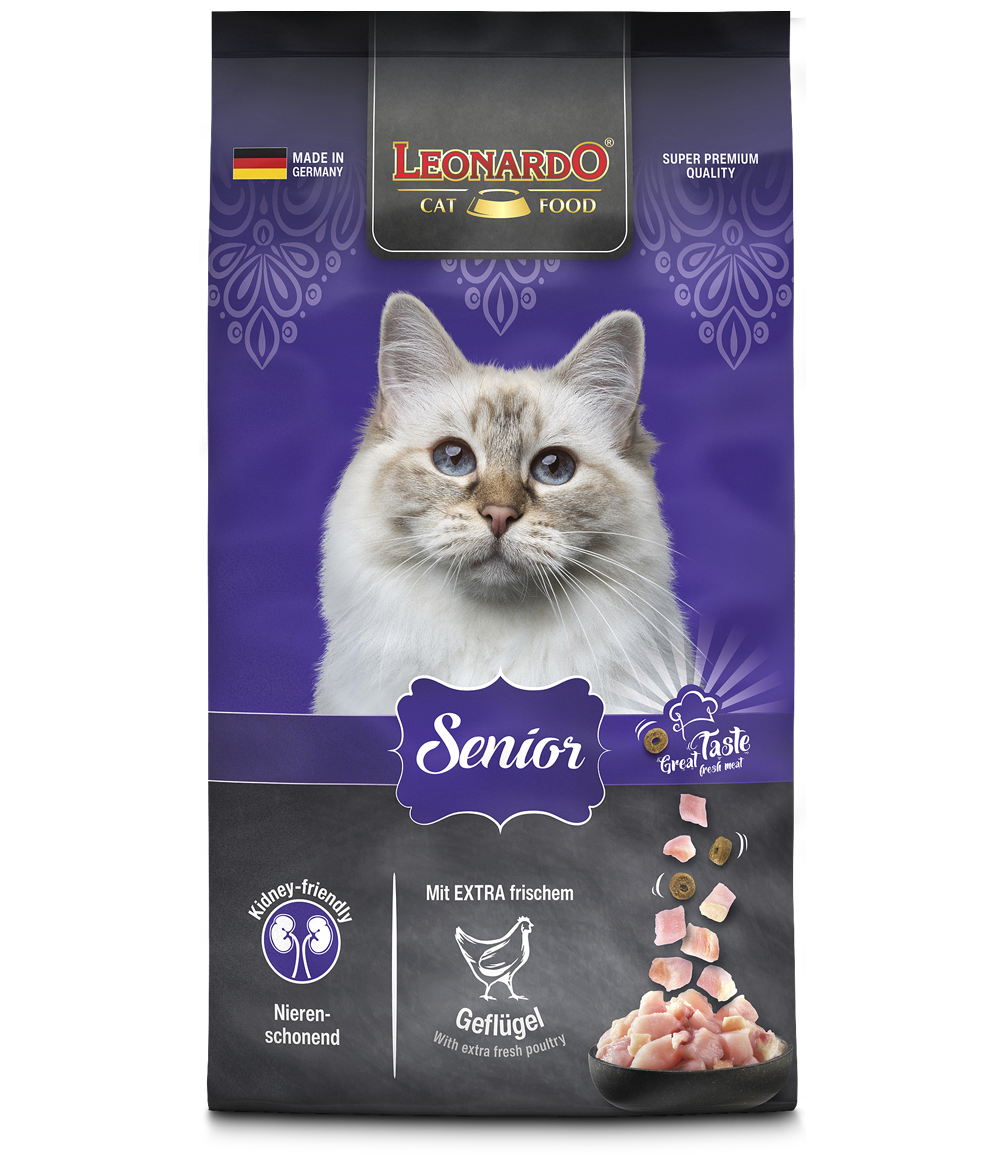 MADE IN
GERMANY
LEONARDO®
CAT FOOD
SUPER PREMIUM
QUALITY
Senior
Great Taste
fresh meat
Kidney-friendly
Nieren-
schonend
Mit EXTRA frischem
Geflügel
With extra fresh poultry